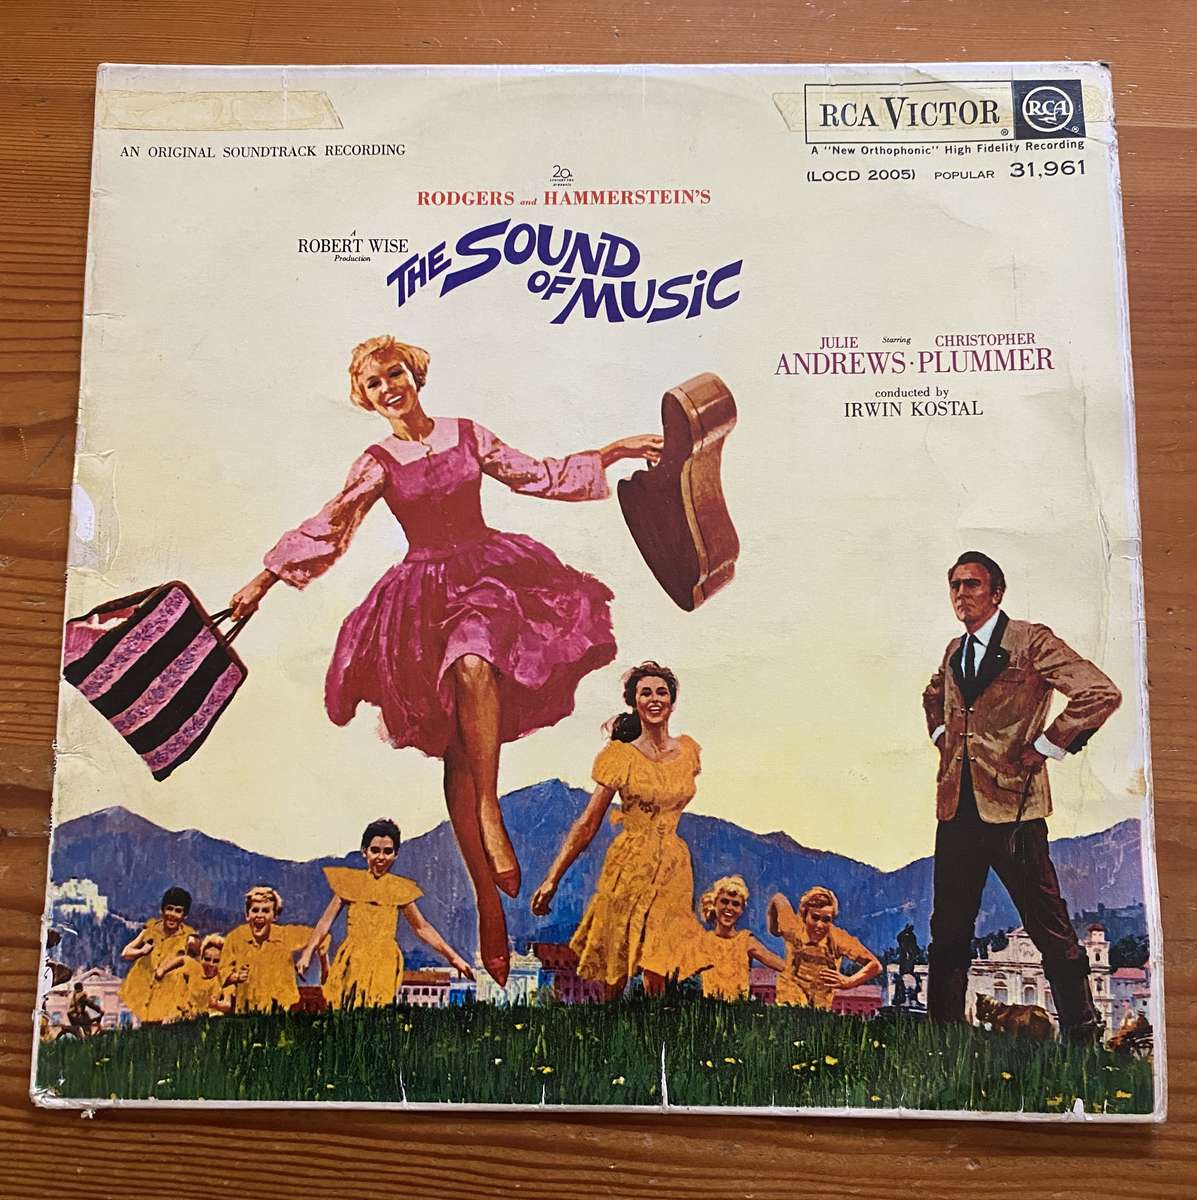 RCA VICTOR ® RCA ®
A "New Orthophonic" High Fidelity Recording
AN ORIGINAL SOUNDTRACK RECORDING
(LOCD 2005) POPULAR 31,961
20th
CENTURY-FOX
presents
RODGERS and HAMMERSTEIN'S
A
ROBERT WISE
Production
THE SOUND
OF MUSIC
JULIE Starring CHRISTOPHER
ANDREWS · PLUMMER
conducted by
IRWIN KOSTAL